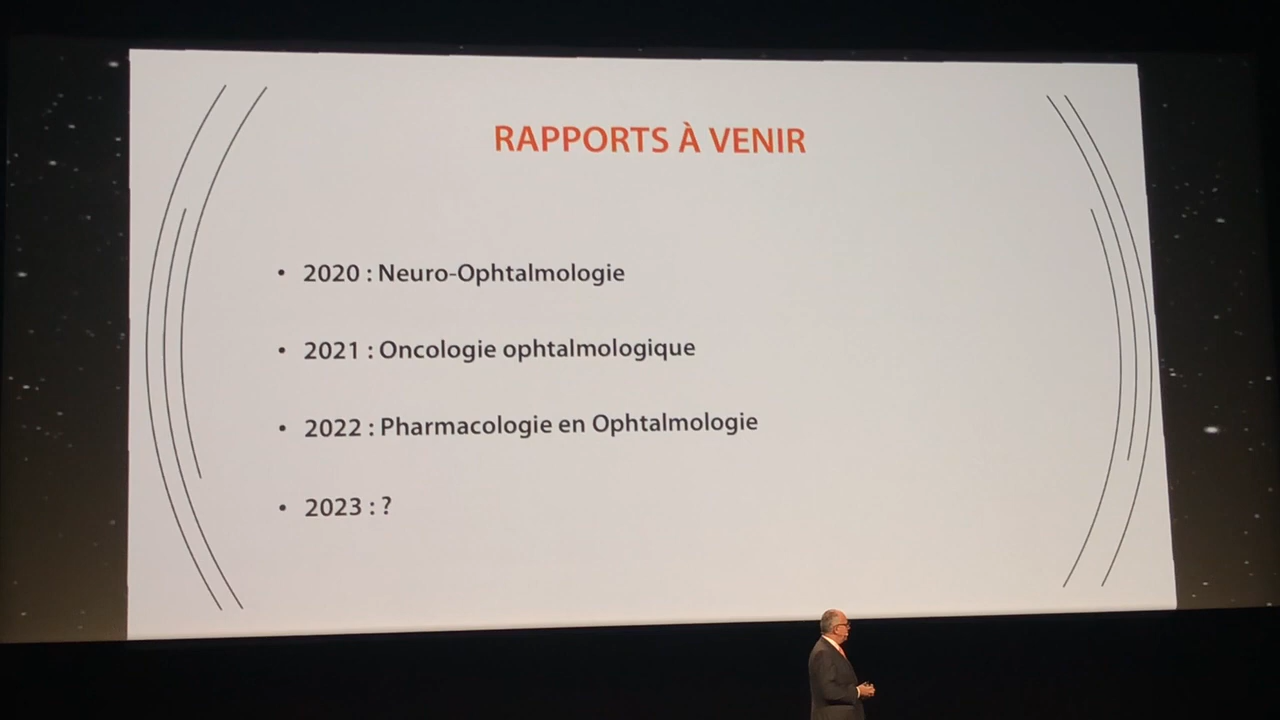 RAPPORTS À VENIR
• 2020 : Neuro-Ophtalmologie
• 2021 : Oncologie ophtalmologique
• 2022 : Pharmacologie en Ophtalmologie
• 2023 : ?